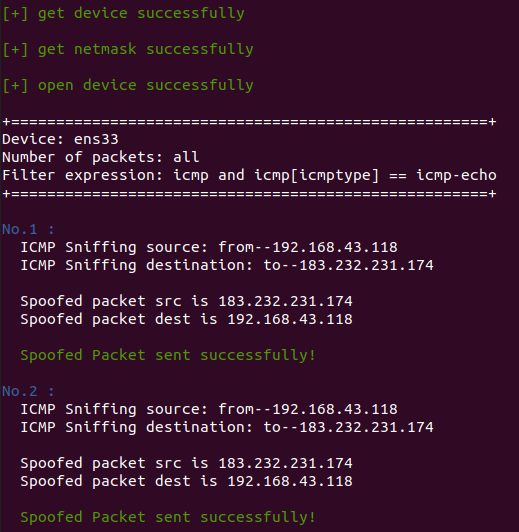 [+] get device successfully
[+] get netmask successfully
[+] open device successfully
+=====================================================+
Device: ens33
Number of packets: all
Filter expression: icmp and icmp[icmptype] == icmp-echo
+=====================================================+
No.1 :
ICMP Sniffing source: from--192.168.43.118
ICMP Sniffing destination: to--183.232.231.174
Spoofed packet src is 183.232.231.174
Spoofed packet dest is 192.168.43.118
Spoofed Packet sent successfully!
No.2 :
ICMP Sniffing source: from--192.168.43.118
ICMP Sniffing destination: to--183.232.231.174
Spoofed packet src is 183.232.231.174
Spoofed packet dest is 192.168.43.118
Spoofed Packet sent successfully!